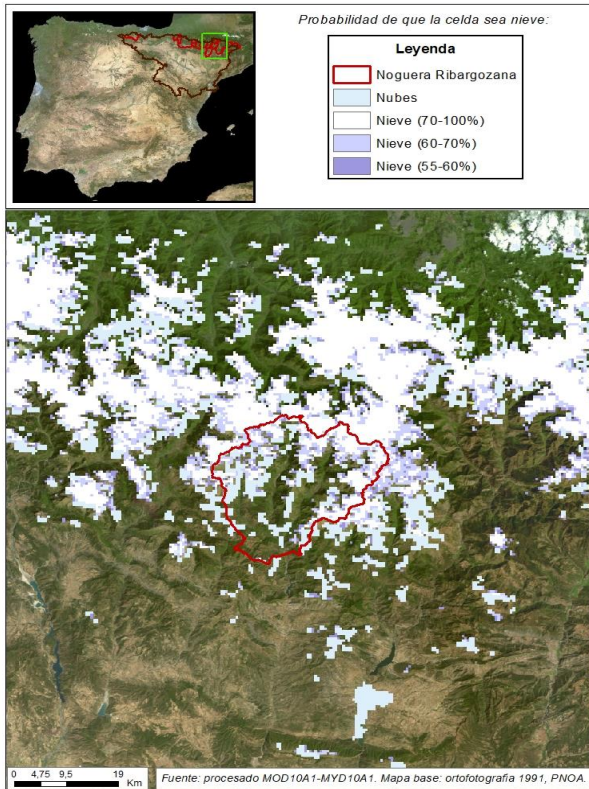 Probabilidad de que la celda sea nieve:
Leyenda
Noguera Ribargozana
Nubes
Nieve (70-100%)
Nieve (60-70%)
Nieve (55-60%)
0 4,75 9,5 19
Km
Fuente: procesado MOD10A1-MYD10A1. Mapa base: ortofotografia 1991, PNOA.